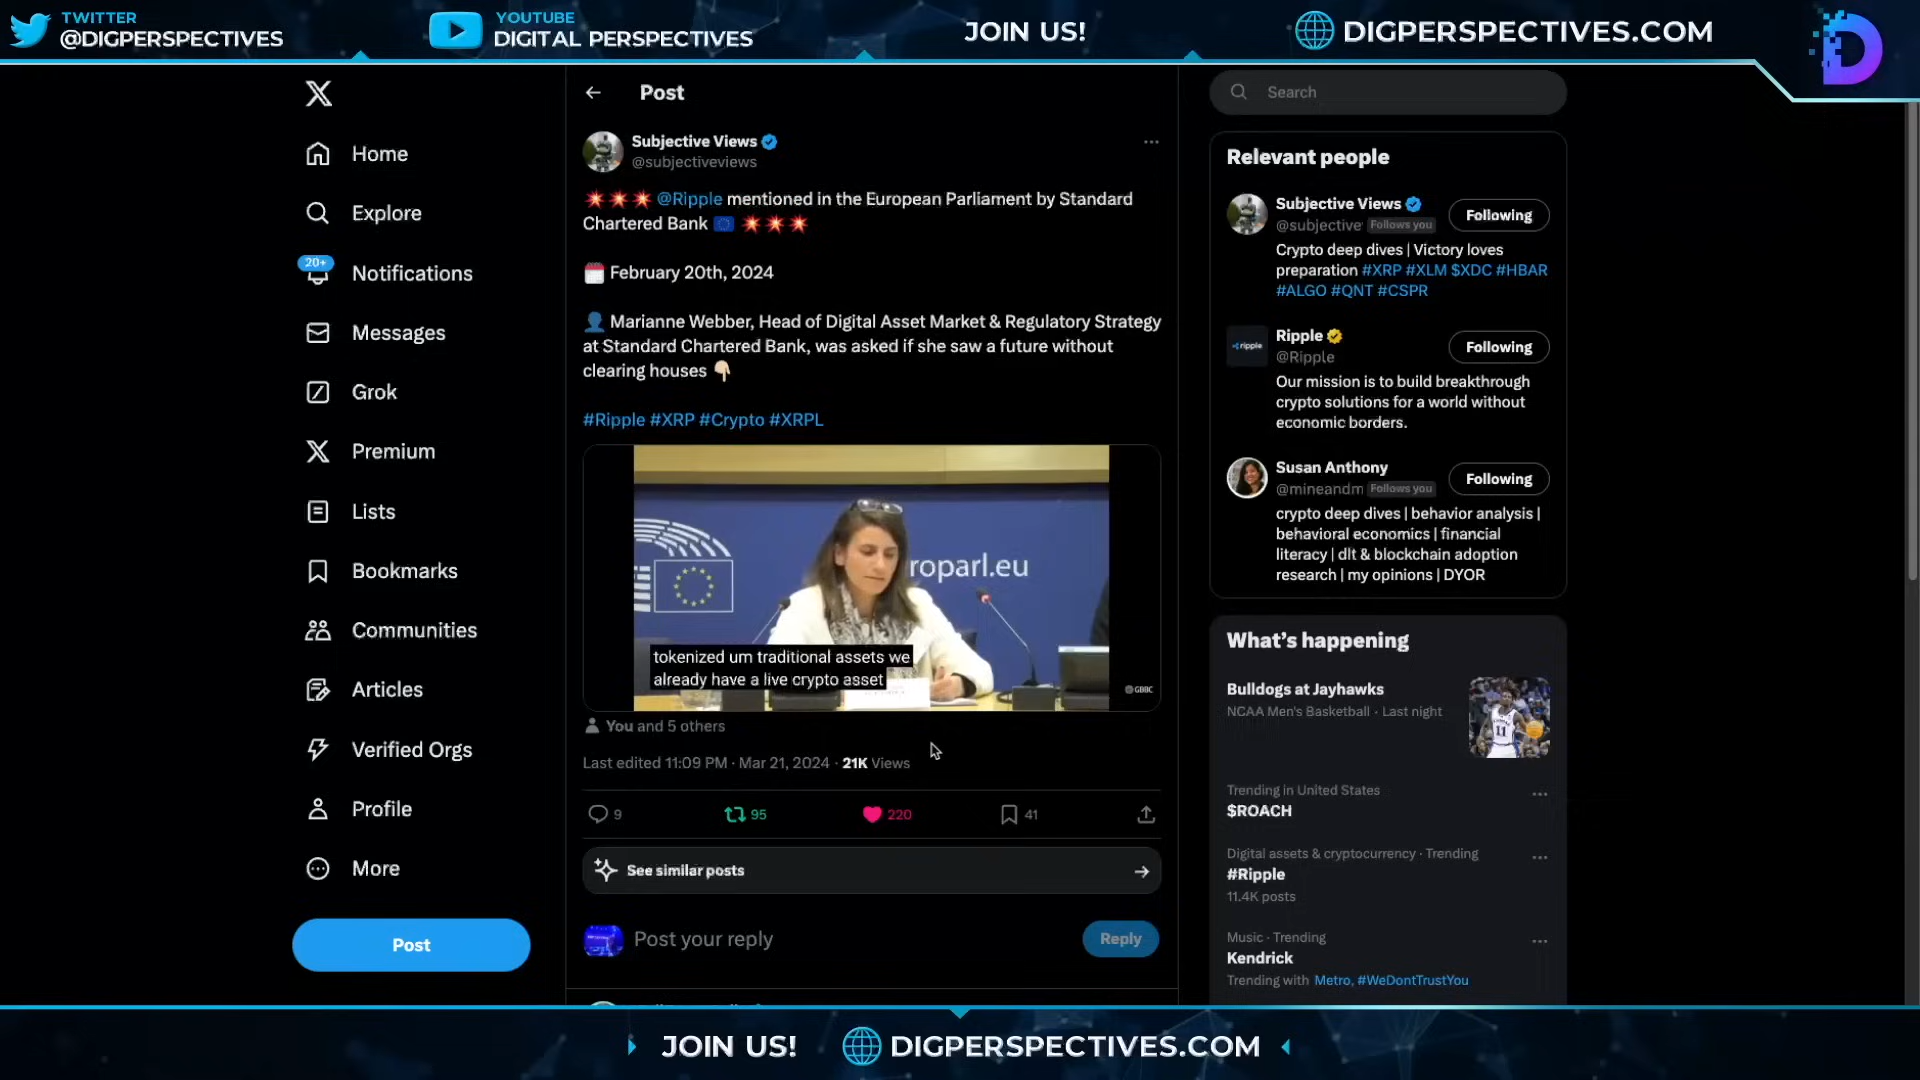 TWITTER
@DIGPERSPECTIVES
YOUTUBE
DIGITAL PERSPECTIVES
JOIN US!
DIGPERSPECTIVES.COM
Home
Explore
20+
Notifications
Messages
Grok
Premium
Lists
Bookmarks
Communities
Articles
Verified Orgs
Profile
More
Post
Post
Subjective Views
@subjectiveviews
@Ripple mentioned in the European Parliament by Standard
Chartered Bank
February 20th, 2024
Marianne Webber, Head of Digital Asset Market & Regulatory Strategy
at Standard Chartered Bank, was asked if she saw a future without
clearing houses
#Ripple #XRP #Crypto #XRPL
roparl.eu
tokenized um traditional assets we
already have a live crypto asset
GBBC
You and 5 others
Last edited 11:09 PM · Mar 21, 2024 · 21K Views
9
95
220
41
See similar posts
Post your reply
Reply
Search
Relevant people
Subjective Views
Following
@subjective
Follows you
Crypto deep dives | Victory loves
preparation #XRP #XLM $XDC #HBAR
#ALGO #QNT #CSPR
ripple
Ripple
Following
@Ripple
Our mission is to build breakthrough
crypto solutions for a world without
economic borders.
Susan Anthony
Following
@mineandm
Follows you
crypto deep dives | behavior analysis |
behavioral economics | financial
literacy | dlt & blockchain adoption
research | my opinions | DYOR
What's happening
Bulldogs at Jayhawks
NCAA Men's Basketball · Last night
11
Trending in United States
$ROACH
Digital assets & cryptocurrency · Trending
#Ripple
11.4K posts
Music · Trending
Kendrick
Trending with Metro, #WeDontTrustYou
JOIN US!
DIGPERSPECTIVES.COM